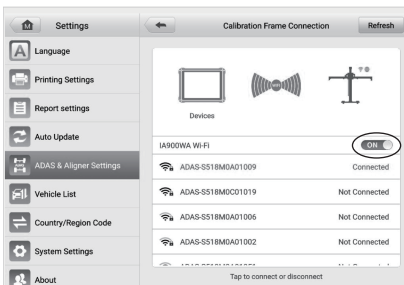 Settings
Calibration Frame Connection
Refresh
Language
Printing Settings
Report settings
Auto Update
ADAS & Aligner Settings
Vehicle List
Country/Region Code
System Settings
About
WIFI
Devices
IA900WA Wi-Fi
ON
ADAS-S518M0A01009
Connected
ADAS-S518M0C01019
Not Connected
ADAS-S518M0A01006
Not Connected
ADAS-S518M0A01002
Not Connected
Tap to connect or disconnect